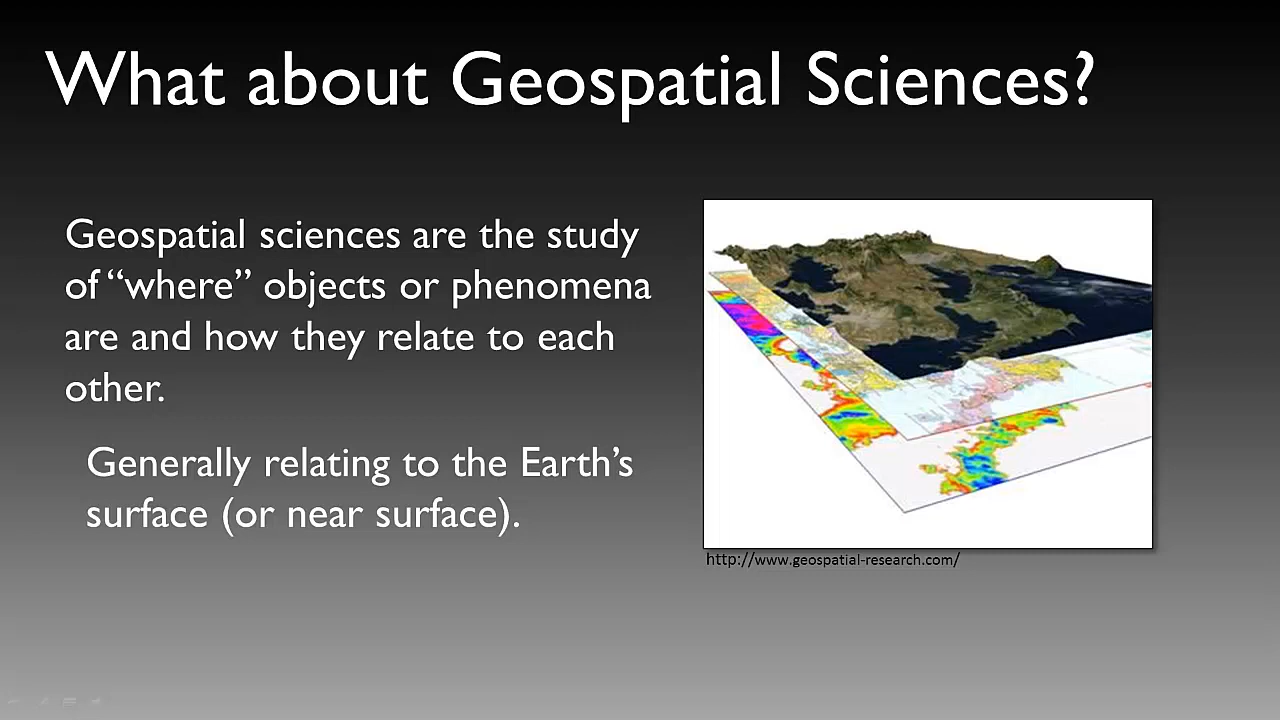 What about Geospatial Sciences?
Geospatial sciences are the study
of “where” objects or phenomena
are and how they relate to each
other.
Generally relating to the Earth’s
surface (or near surface).
http://www.geospatial-research.com/